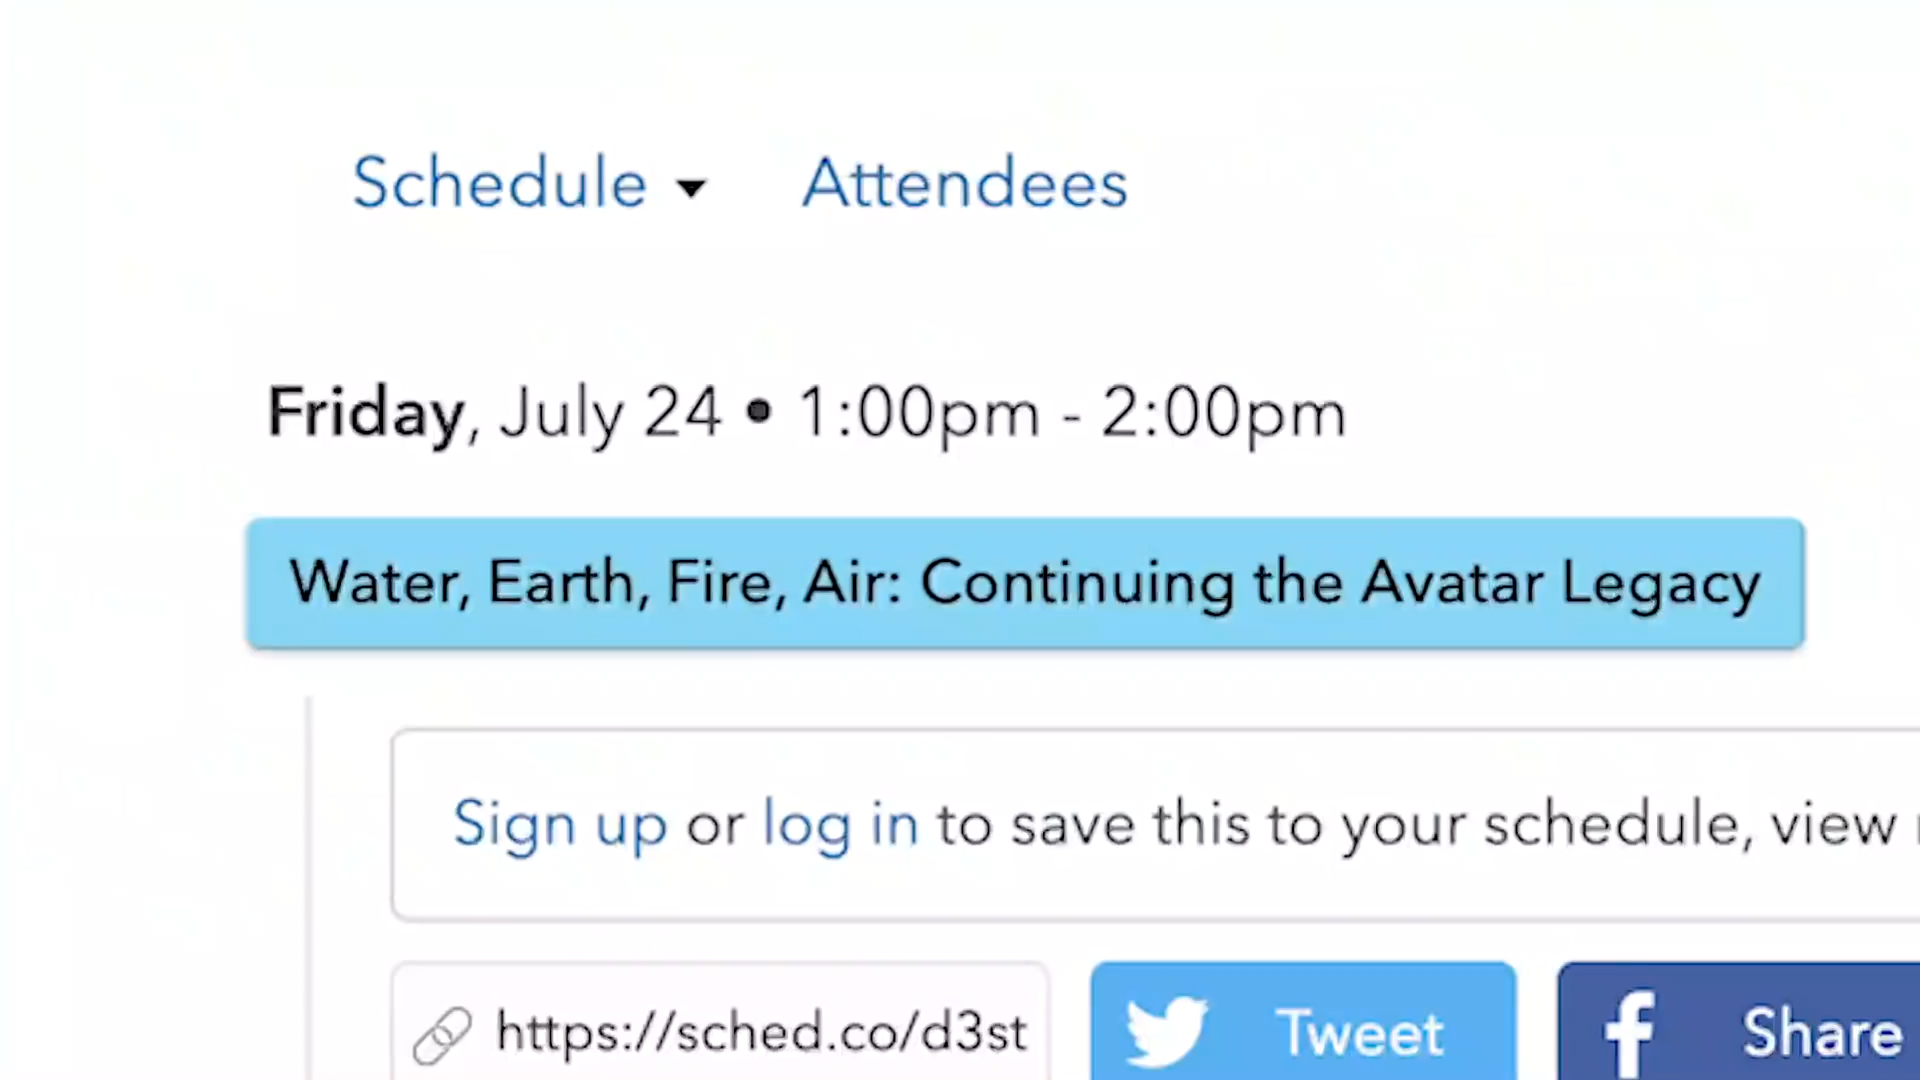 Schedule Attendees
Friday, July 24 • 1:00pm - 2:00pm
Water, Earth, Fire, Air: Continuing the Avatar Legacy
Sign up or log in to save this to your schedule, view
https://sched.co/d3st Tweet Share